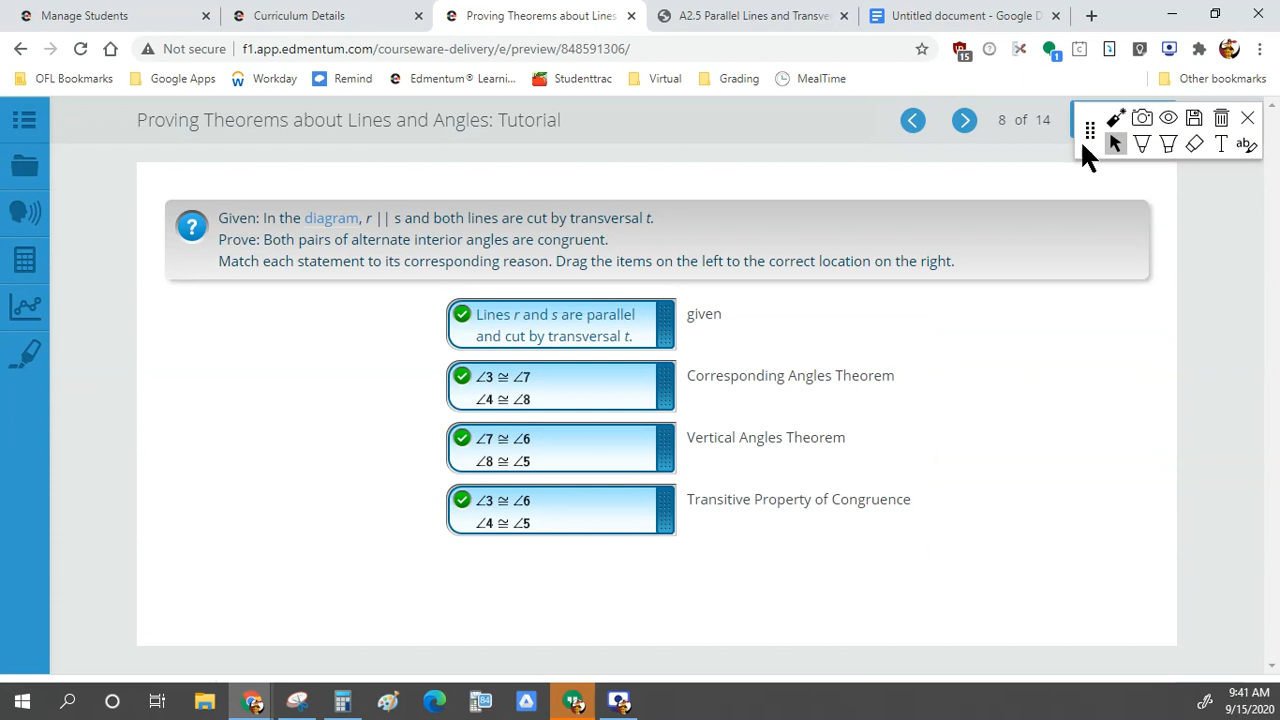 Manage Students
Curriculum Details
Proving Theorems about Lines
A2.5 Parallel Lines and Transve
Untitled document - Google D
Not secure
f1.app.edmentum.com/courseware-delivery/e/preview/848591306/
15
1
OFL Bookmarks
Google Apps
Workday
Remind
Edmentum® Learni...
Studenttrac
Virtual
Grading
MealTime
Other bookmarks
Proving Theorems about Lines and Angles: Tutorial
8 of 14
Given: In the diagram, r || s and both lines are cut by transversal t.
Prove: Both pairs of alternate interior angles are congruent.
Match each statement to its corresponding reason. Drag the items on the left to the correct location on the right.
Lines r and s are parallel
and cut by transversal t.
given
∠3 ≅ ∠7
∠4 ≅ ∠8
Corresponding Angles Theorem
∠7 ≅ ∠6
∠8 ≅ ∠5
Vertical Angles Theorem
∠3 ≅ ∠6
∠4 ≅ ∠5
Transitive Property of Congruence
9:41 AM
9/15/2020